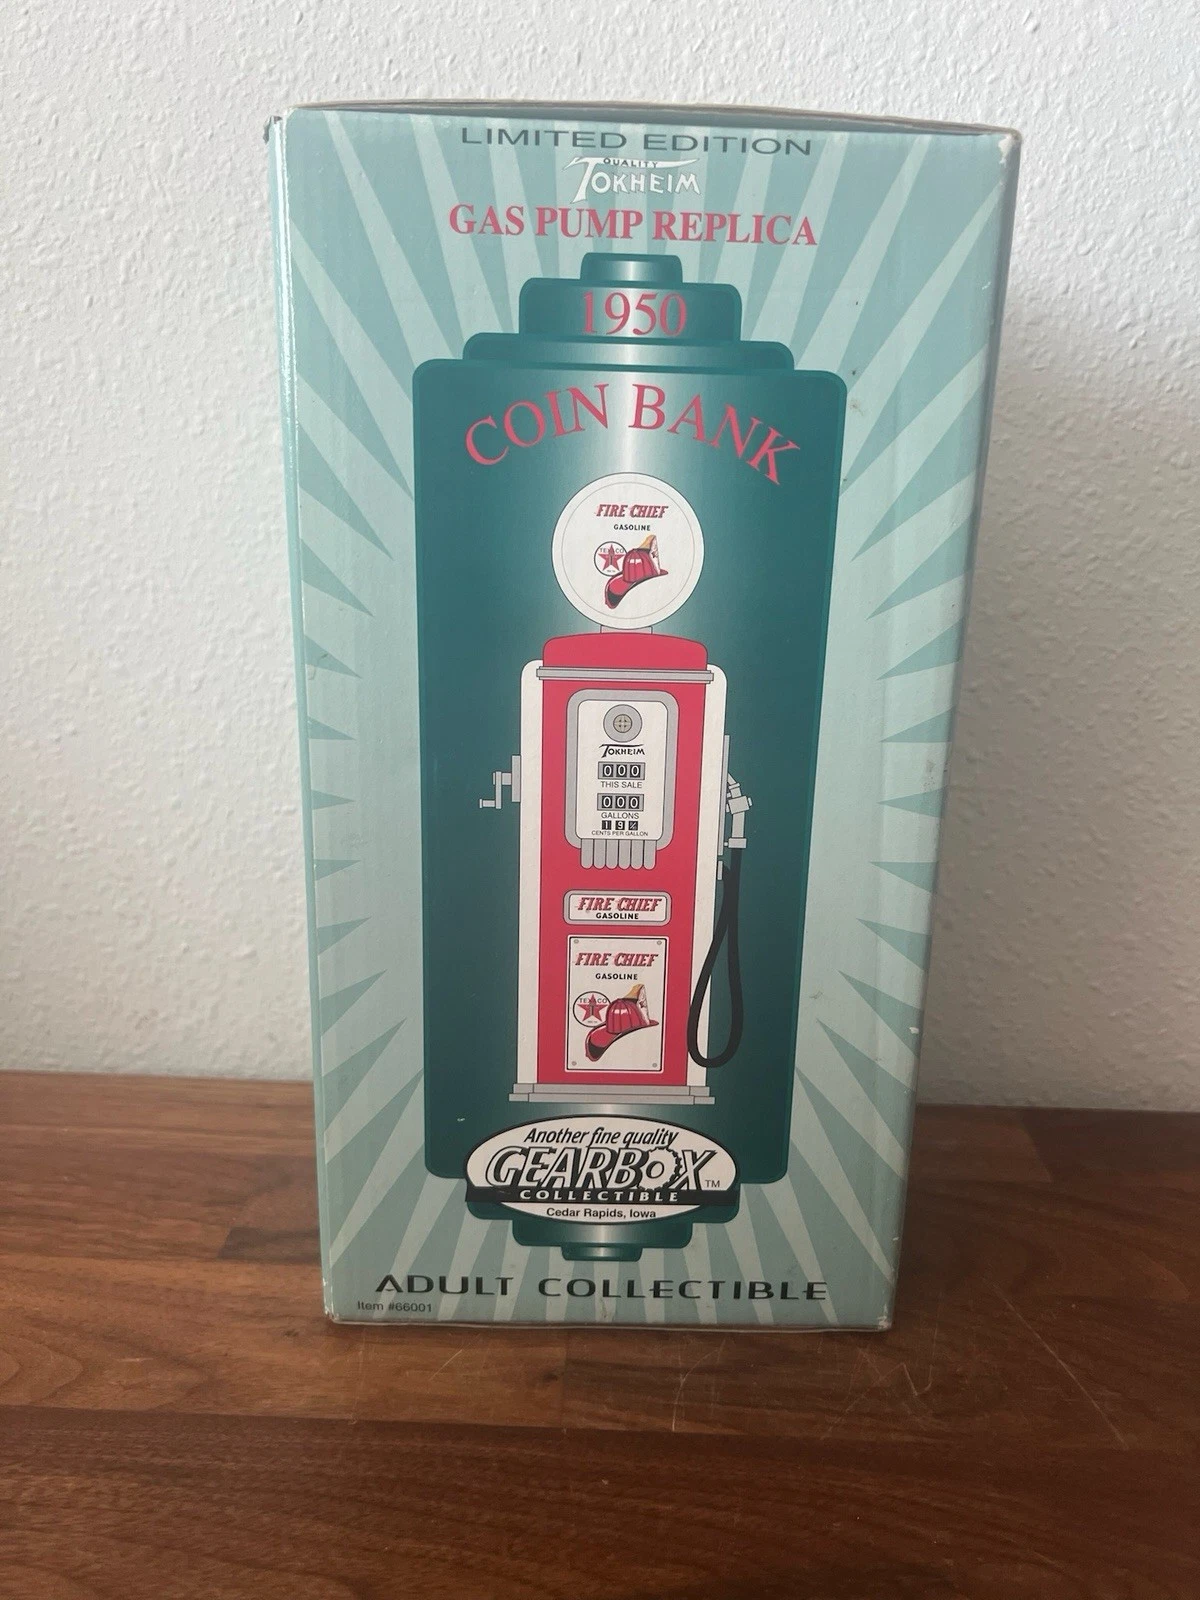 LIMITED EDITION
QUALITY
TOKHEIM
GAS PUMP REPLICA
1950
COIN BANK
FIRE CHIEF
GASOLINE
TEXACO
T
TOKHEIM
000
THIS SALE
000
GALLONS
19
CENTS PER GALLON
FIRE CHIEF
GASOLINE
FIRE CHIEF
GASOLINE
TEXACO
T
Another fine quality
GEARBOX TM
COLLECTIBLE
Cedar Rapids, Iowa
ADULT COLLECTIBLE
Item #66001